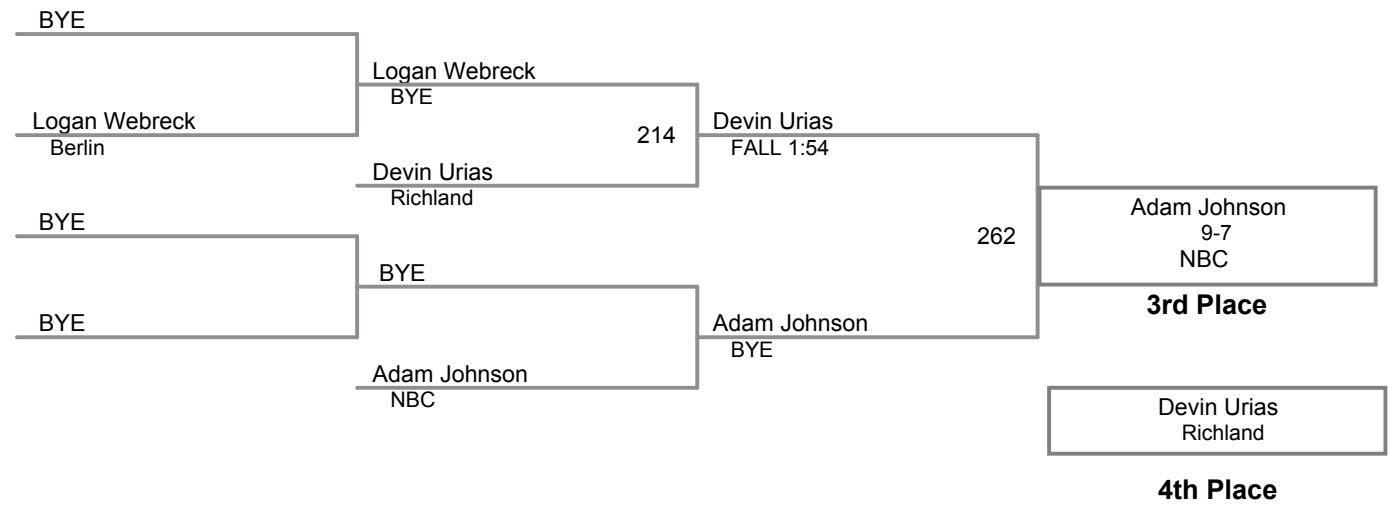 BYE
Logan Webreck
BYE
Logan Webreck
Berlin
214
Devin Urias
FALL 1:54
Devin Urias
Richland
BYE
262
Adam Johnson
9-7
NBC
BYE
3rd Place
BYE
Adam Johnson
BYE
Adam Johnson
NBC
Devin Urias
Richland
4th Place